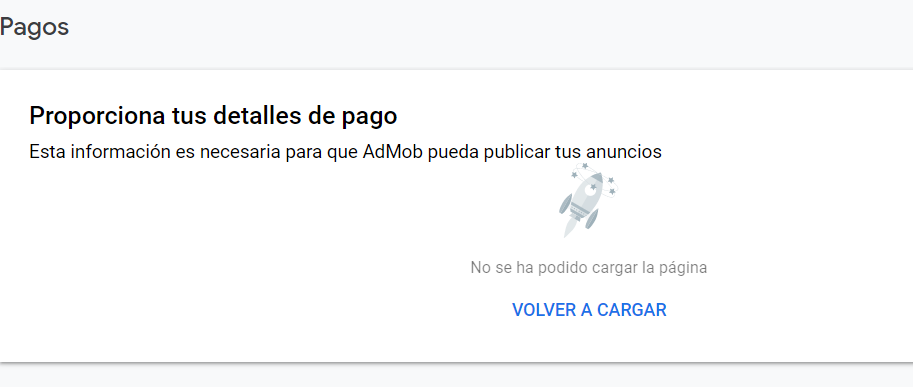 Pagos
Proporciona tus detalles de pago
Esta información es necesaria para que AdMob pueda publicar tus anuncios
No se ha podido cargar la página
VOLVER A CARGAR